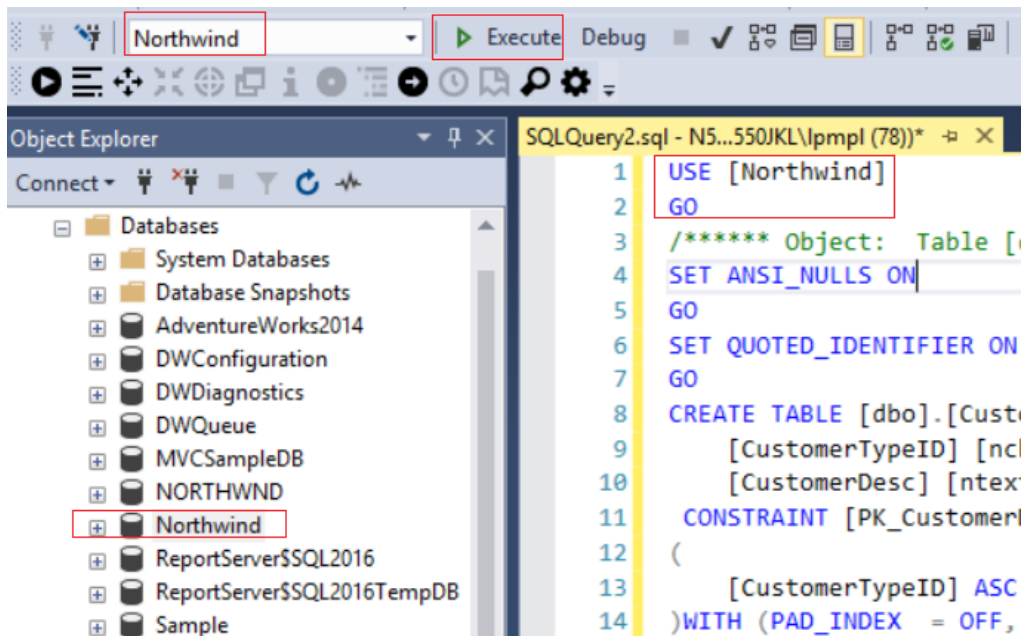 Northwind Execute Debug
Object Explorer
Connect
Databases
System Databases
Database Snapshots
AdventureWorks2014
DWConfiguration
DWDiagnostics
DWQueue
MVCSampleDB
NORTHWND
Northwind
ReportServer$SQL2016
ReportServer$SQL2016TempDB
Sample
SQLQuery2.sql - N5...550JKL\lpmpl (78))*
1 USE [Northwind]
2 GO
3 /****** Object:  Table [
4 SET ANSI_NULLS ON
5 GO
6 SET QUOTED_IDENTIFIER ON
7 GO
8 CREATE TABLE [dbo].[Custo
9 [CustomerTypeID] [nc
10 [CustomerDesc] [ntext
11 CONSTRAINT [PK_Customer
12 (
13 [CustomerTypeID] ASC
14 )WITH (PAD_INDEX  = OFF,